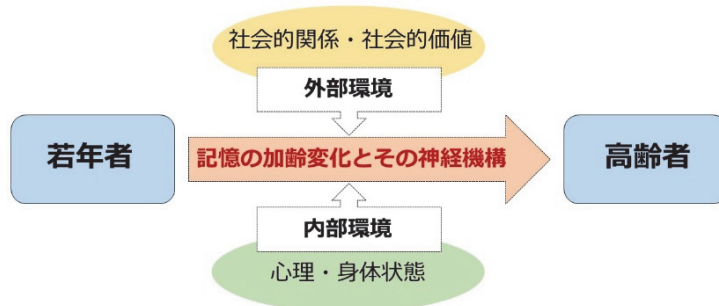 社会的関係・社会的価値
外部環境
若年者
記憶の加齢変化とその神経機構
高齢者
内部環境
心理・身体状態